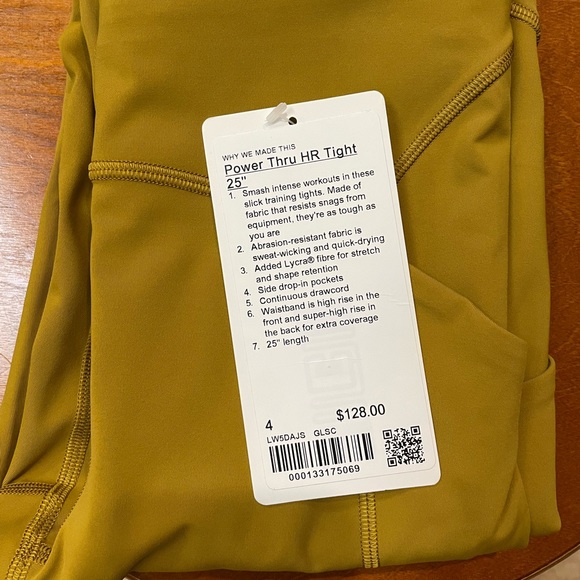 WHY WE MADE THIS
Power Thru HR Tight
25"
1. Smash intense workouts in these
slick training tights. Made of
fabric that resists snags from
equipment, they're as tough as
you are
2. Abrasion-resistant fabric is
sweat-wicking and quick-drying
3. Added Lycra® fibre for stretch
and shape retention
4. Side drop-in pockets
5. Continuous drawcord
6. Waistband is high rise in the
front and super-high rise in
the back for extra coverage
7. 25" length
4 $128.00
LW5DAJS GLSC
000133175069